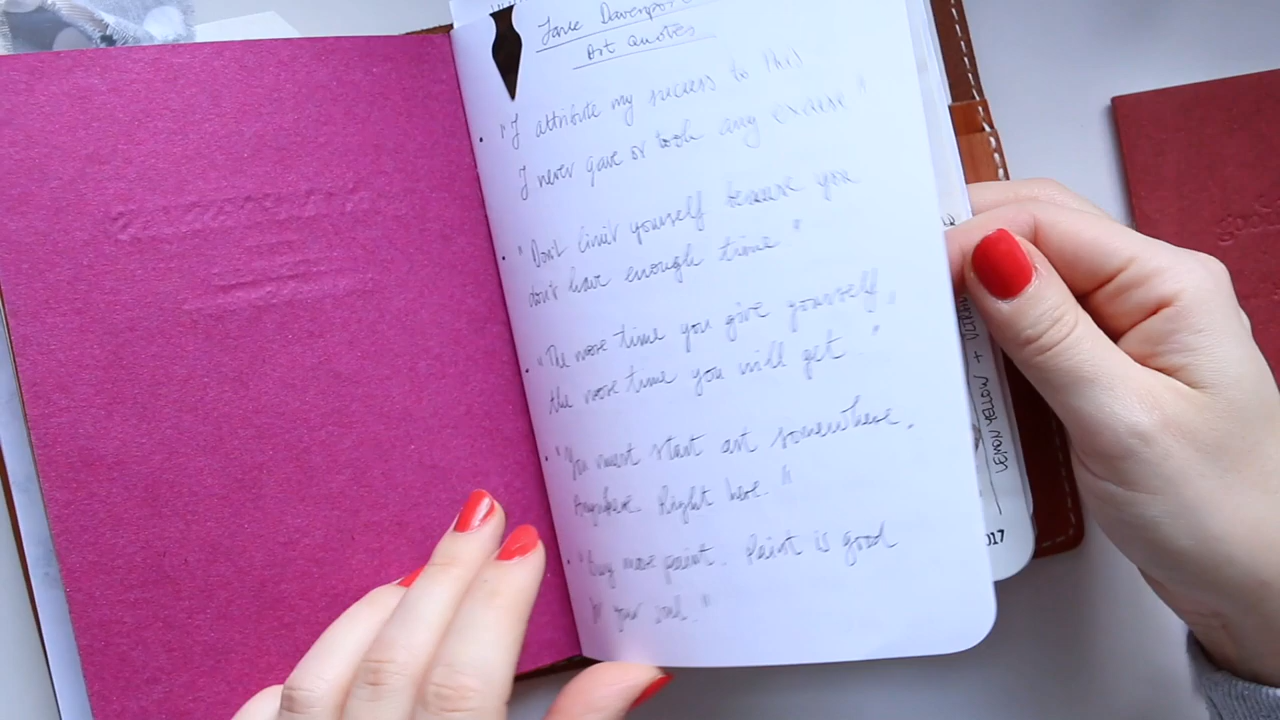 Jane Davenport
Art Quotes
• "I attribute my success to this
I never gave or took any excuse"
• "Don't limit yourself because you
don't have enough time."
• "The more time you give yourself,
the more time you will get."
• "You must start art somewhere.
Anywhere. Right here."
• "Buy more paint. Paint is good
for your soul."
LEMON YELLOW +
017
goo